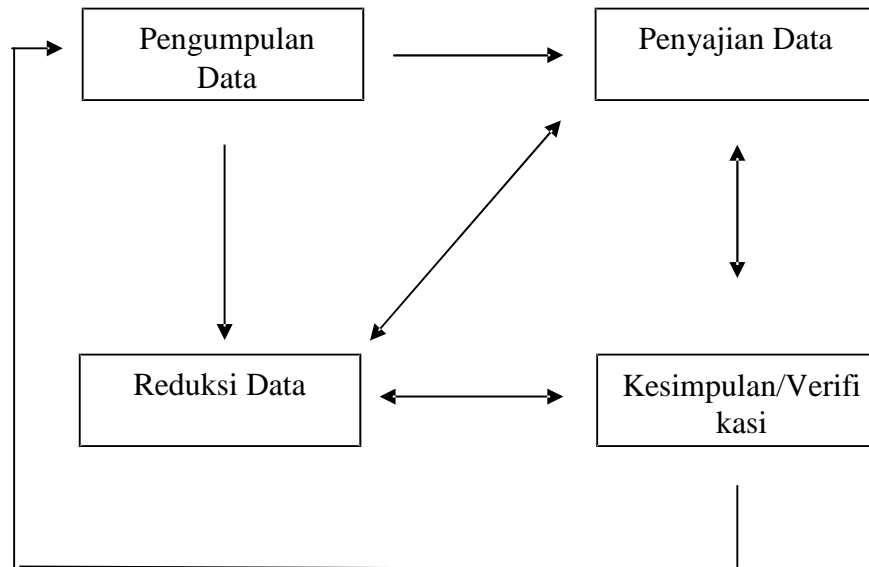 Pengumpulan
Data
Penyajian Data
Reduksi Data
Kesimpulan/Verifi
kasi